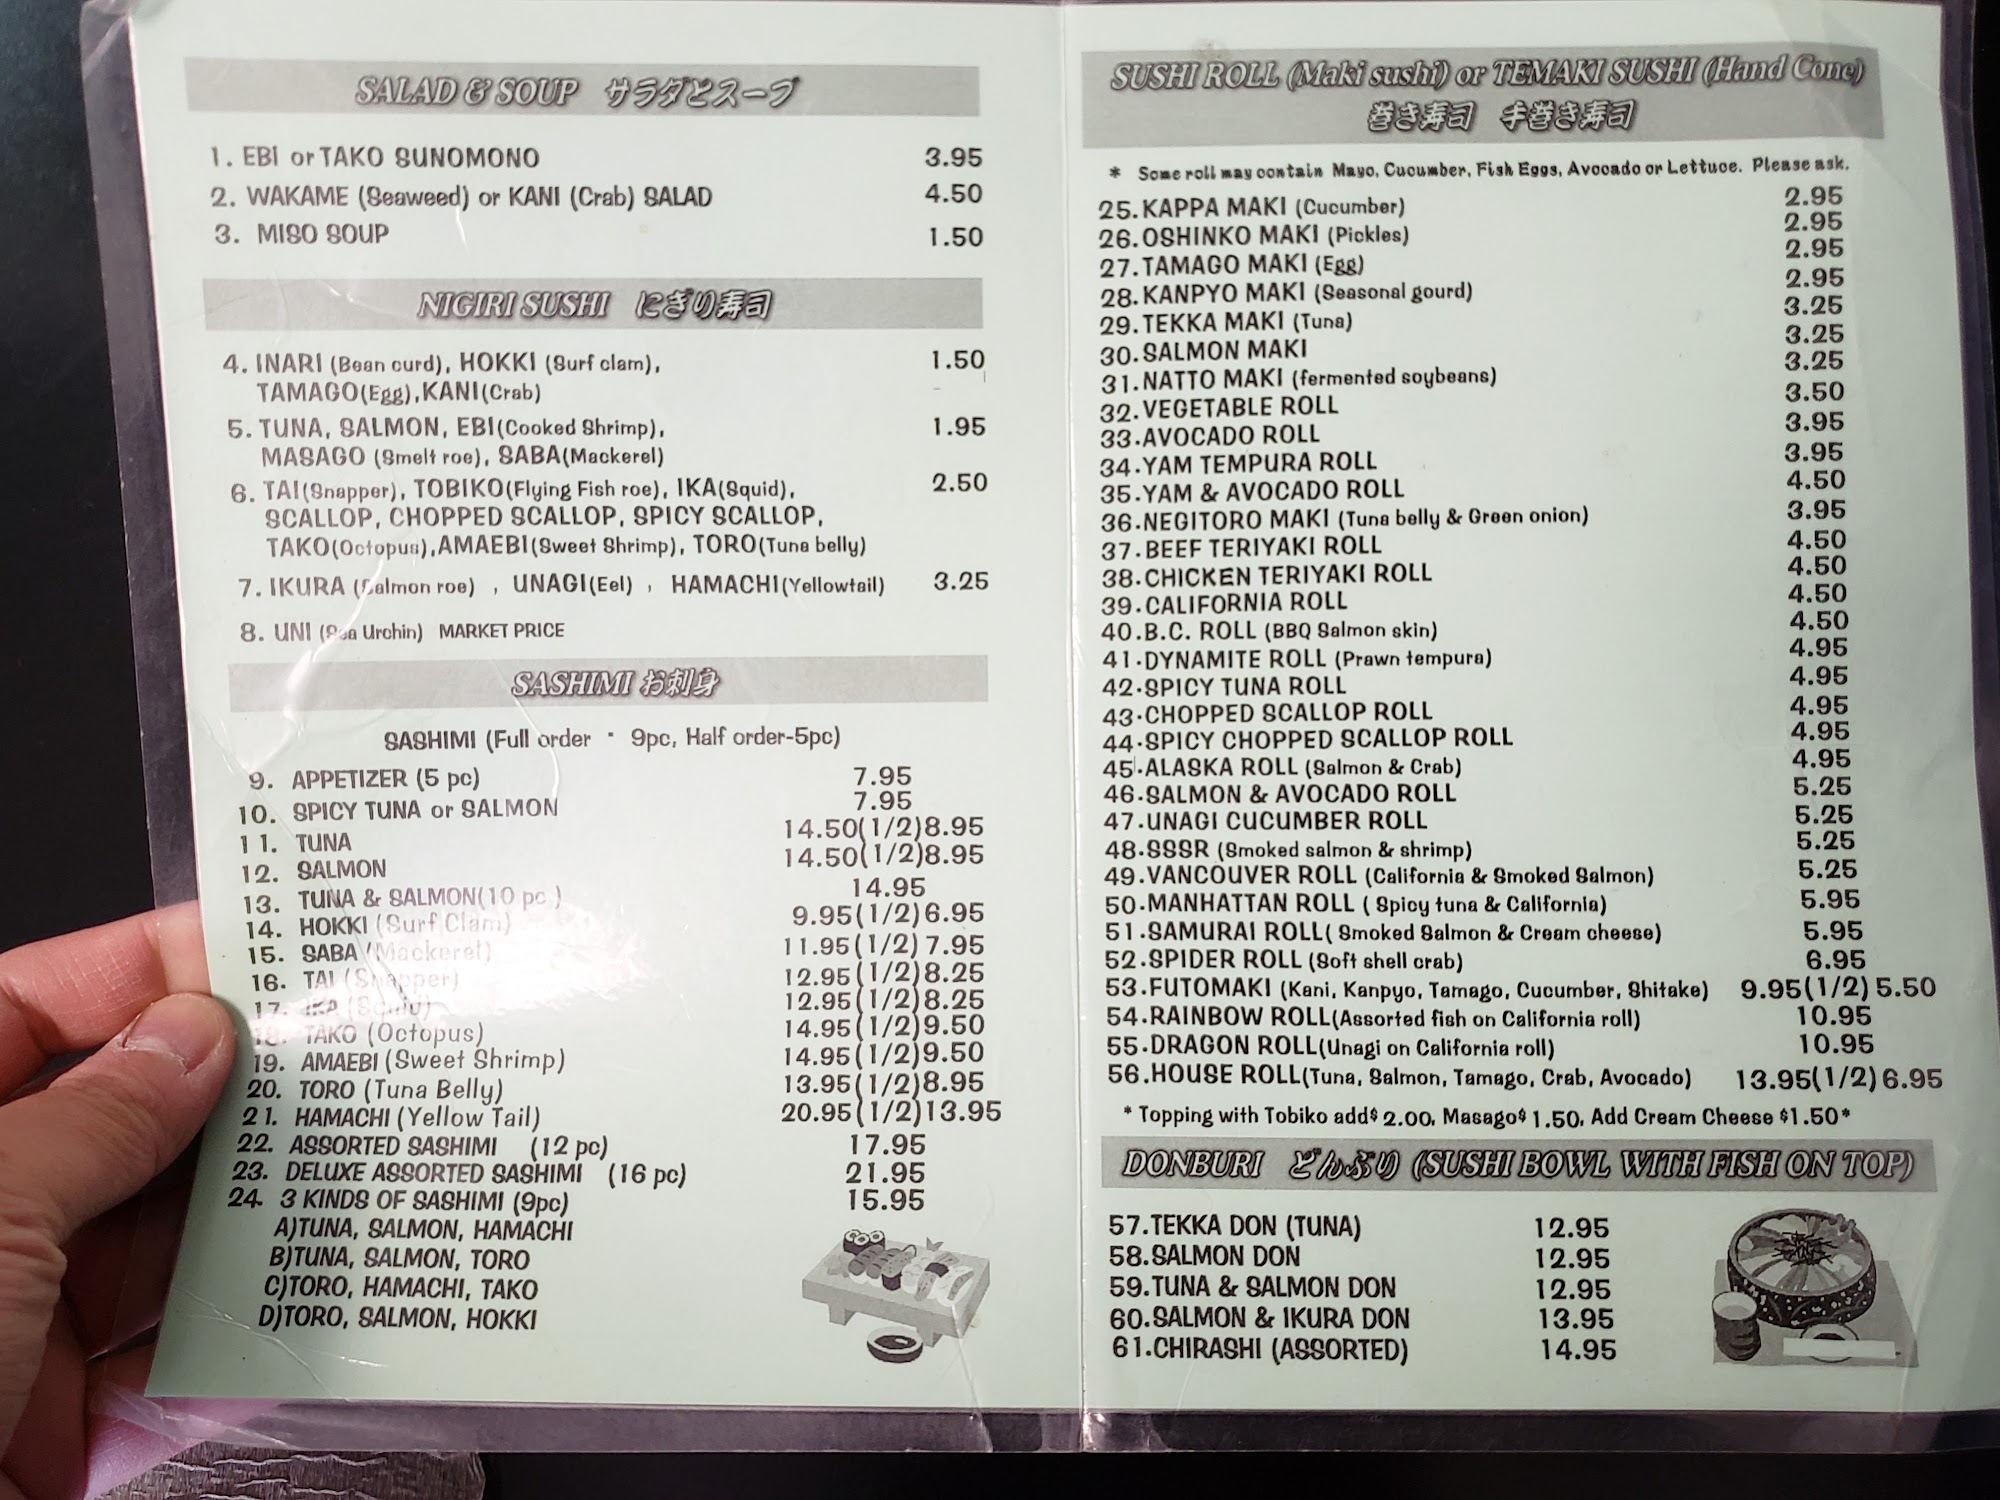 SALAD & SOUP サラダとスープ
1. EBI or TAKO SUNOMONO 3.95
2. WAKAME (Seaweed) or KANI (Crab) SALAD 4.50
3. MISO SOUP 1.50
NIGIRI SUSHI にぎり寿司
4. INARI (Bean curd), HOKKI (Surf clam), 1.50
TAMAGO(Egg),KANI(Crab)
5. TUNA, SALMON, EBI(Cooked Shrimp), 1.95
MASAGO (Smelt roe), SABA(Mackerel)
6. TAI(Snapper), TOBIKO(Flying Fish roe), IKA(Squid), 2.50
SCALLOP, CHOPPED SCALLOP, SPICY SCALLOP,
TAKO(Octopus),AMAEBI(Sweet Shrimp), TORO(Tuna belly)
7. IKURA (Salmon roe) , UNAGI(Eel) , HAMACHI(Yellowtail) 3.25
8. UNI (Sea Urchin) MARKET PRICE
SASHIMI お刺身
SASHIMI (Full order - 9pc, Half order-5pc)
9. APPETIZER (5 pc) 7.95
10. SPICY TUNA or SALMON 7.95
11. TUNA 14.50(1/2)8.95
12. SALMON 14.50(1/2)8.95
13. TUNA & SALMON(10 pc ) 14.95
14. HOKKI (Surf Clam) 9.95(1/2)6.95
15. SABA (Mackerel) 11.95(1/2)7.95
16. TAI (Snapper) 12.95(1/2)8.25
17. IKA (Squid) 12.95(1/2)8.25
18. TAKO (Octopus) 14.95(1/2)9.50
19. AMAEBI (Sweet Shrimp) 14.95(1/2)9.50
20. TORO (Tuna Belly) 13.95(1/2)8.95
21. HAMACHI (Yellow Tail) 20.95(1/2)13.95
22. ASSORTED SASHIMI (12 pc) 17.95
23. DELUXE ASSORTED SASHIMI (16 pc) 21.95
24. 3 KINDS OF SASHIMI (9pc) 15.95
A)TUNA, SALMON, HAMACHI
B)TUNA, SALMON, TORO
C)TORO, HAMACHI, TAKO
D)TORO, SALMON, HOKKI
SUSHI ROLL (Maki sushi) or TEMAKI SUSHI (Hand Cone)
巻き寿司 手巻き寿司
* Some roll may contain Mayo, Cucumber, Fish Eggs, Avocado or Lettuce. Please ask.
25.KAPPA MAKI (Cucumber) 2.95
26.OSHINKO MAKI (Pickles) 2.95
27.TAMAGO MAKI (Egg) 2.95
28.KANPYO MAKI (Seasonal gourd) 2.95
29.TEKKA MAKI (Tuna) 3.25
30.SALMON MAKI 3.25
31.NATTO MAKI (fermented soybeans) 3.25
32.VEGETABLE ROLL 3.50
33.AVOCADO ROLL 3.95
34.YAM TEMPURA ROLL 3.95
35.YAM & AVOCADO ROLL 4.50
36.NEGITORO MAKI (Tuna belly & Green onion) 3.95
37.BEEF TERIYAKI ROLL 4.50
38.CHICKEN TERIYAKI ROLL 4.50
39.CALIFORNIA ROLL 4.50
40.B.C. ROLL (BBQ Salmon skin) 4.50
41.DYNAMITE ROLL (Prawn tempura) 4.95
42.SPICY TUNA ROLL 4.95
43.CHOPPED SCALLOP ROLL 4.95
44.SPICY CHOPPED SCALLOP ROLL 4.95
45.ALASKA ROLL (Salmon & Crab) 4.95
46.SALMON & AVOCADO ROLL 5.25
47.UNAGI CUCUMBER ROLL 5.25
48.SSSR (Smoked salmon & shrimp) 5.25
49.VANCOUVER ROLL (California & Smoked Salmon) 5.25
50.MANHATTAN ROLL ( Spicy tuna & California) 5.95
51.SAMURAI ROLL( Smoked Salmon & Cream cheese) 5.95
52.SPIDER ROLL (Soft shell crab) 6.95
53.FUTOMAKI (Kani, Kanpyo, Tamago, Cucumber, Shitake) 9.95(1/2)5.50
54.RAINBOW ROLL(Assorted fish on California roll) 10.95
55.DRAGON ROLL(Unagi on California roll) 10.95
56.HOUSE ROLL(Tuna, Salmon, Tamago, Crab, Avocado) 13.95(1/2)6.95
* Topping with Tobiko add$ 2.00, Masago$ 1.50, Add Cream Cheese $1.50*
DONBURI どんぶり (SUSHI BOWL WITH FISH ON TOP)
57.TEKKA DON (TUNA) 12.95
58.SALMON DON 12.95
59.TUNA & SALMON DON 12.95
60.SALMON & IKURA DON 13.95
61.CHIRASHI (ASSORTED) 14.95